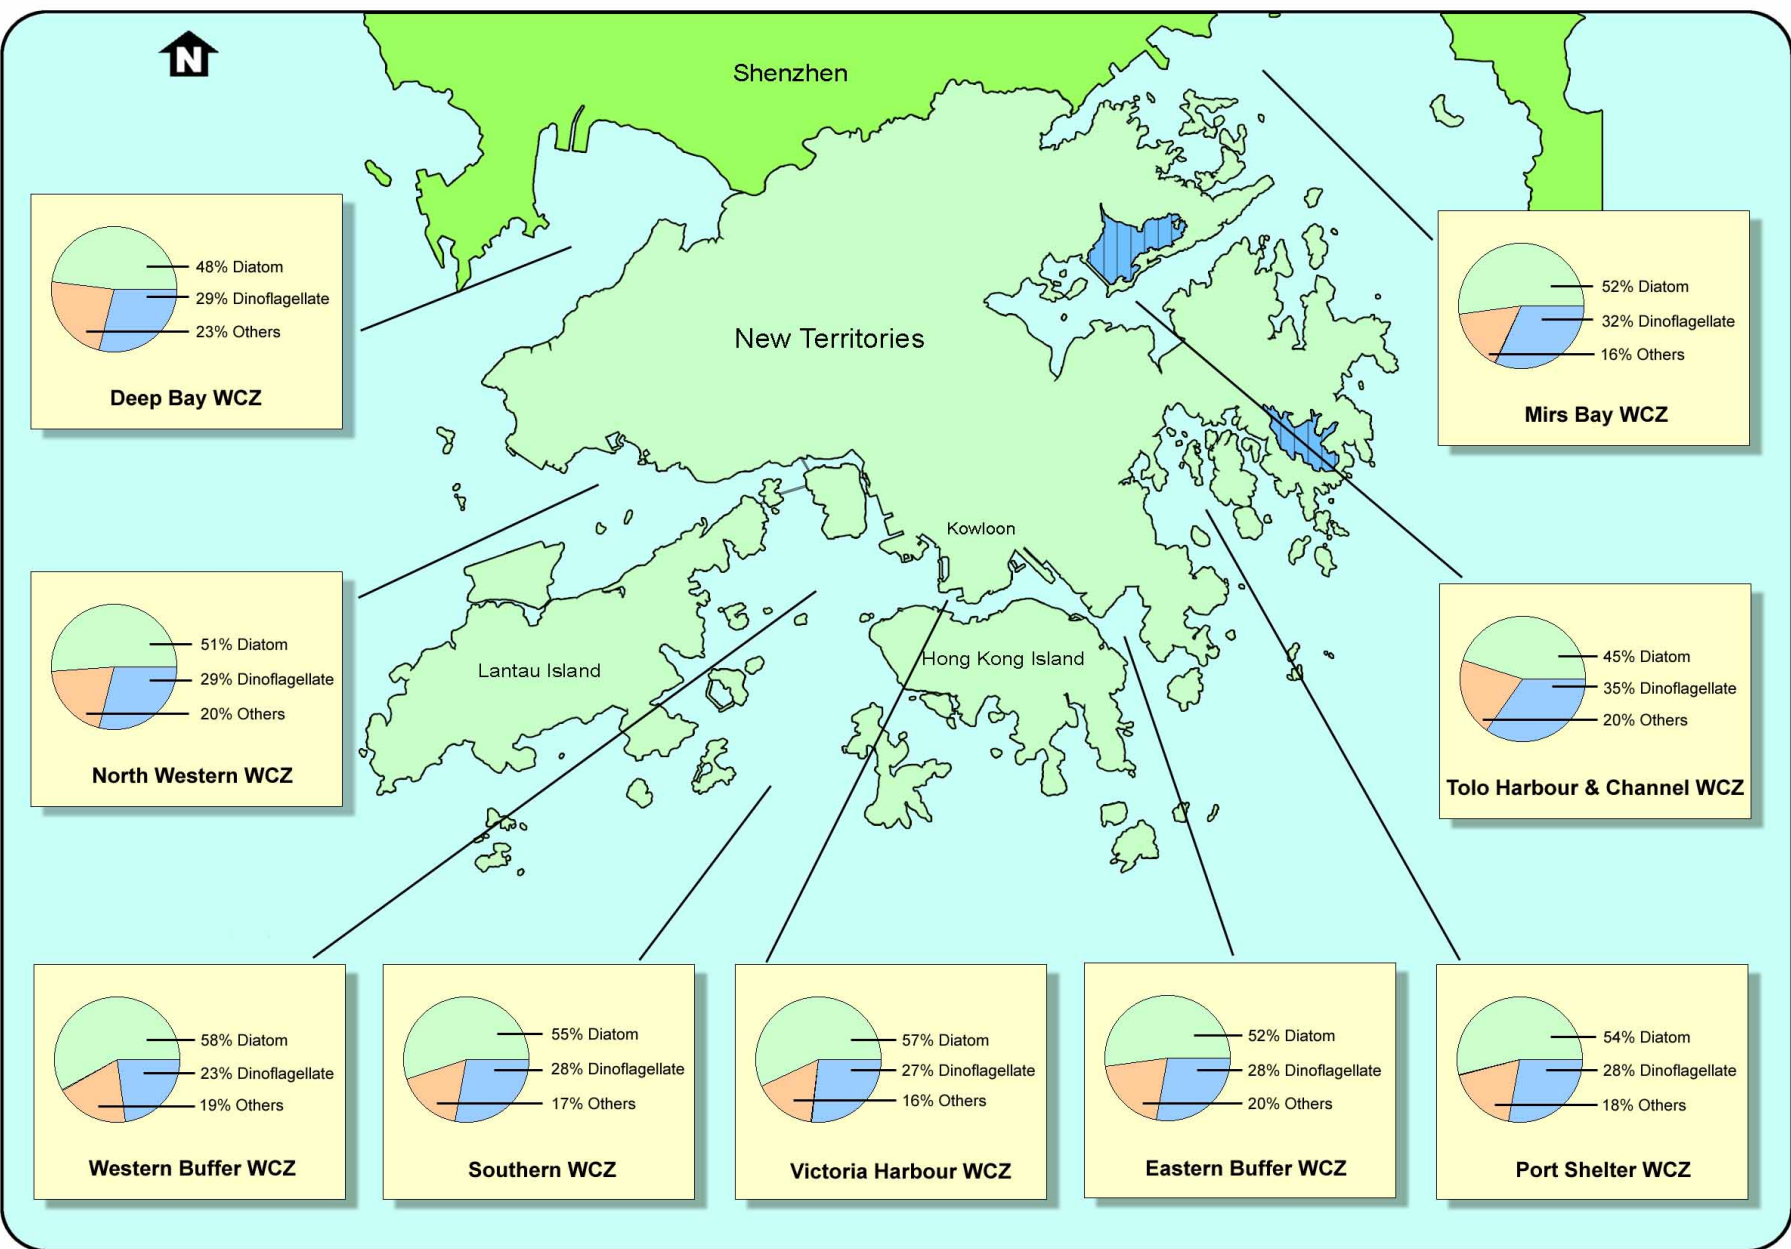 N
Shenzhen
New Territories
Kowloon
Lantau Island
Hong Kong Island
48% Diatom
29% Dinoflagellate
23% Others
Deep Bay WCZ
52% Diatom
32% Dinoflagellate
16% Others
Mirs Bay WCZ
51% Diatom
29% Dinoflagellate
20% Others
North Western WCZ
45% Diatom
35% Dinoflagellate
20% Others
Tolo Harbour & Channel WCZ
58% Diatom
23% Dinoflagellate
19% Others
Western Buffer WCZ
55% Diatom
28% Dinoflagellate
17% Others
Southern WCZ
57% Diatom
27% Dinoflagellate
16% Others
Victoria Harbour WCZ
52% Diatom
28% Dinoflagellate
20% Others
Eastern Buffer WCZ
54% Diatom
28% Dinoflagellate
18% Others
Port Shelter WCZ